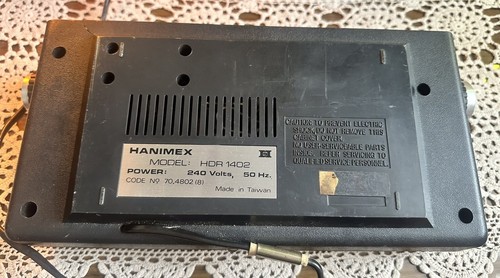 HANIMEX
MODEL: HDR 1402
POWER: 240 Volts, 50 Hz.
CODE Nº 70.4802(B)
Made in Taiwan
CAUTION TO PREVENT ELECTRIC
SHOCK, DO NOT REMOVE THIS
CABINET COVER.
NO USER-SERVICEABLE PARTS
INSIDE. REFER SERVICING TO
QUALIFIED SERVICE PERSONNEL.